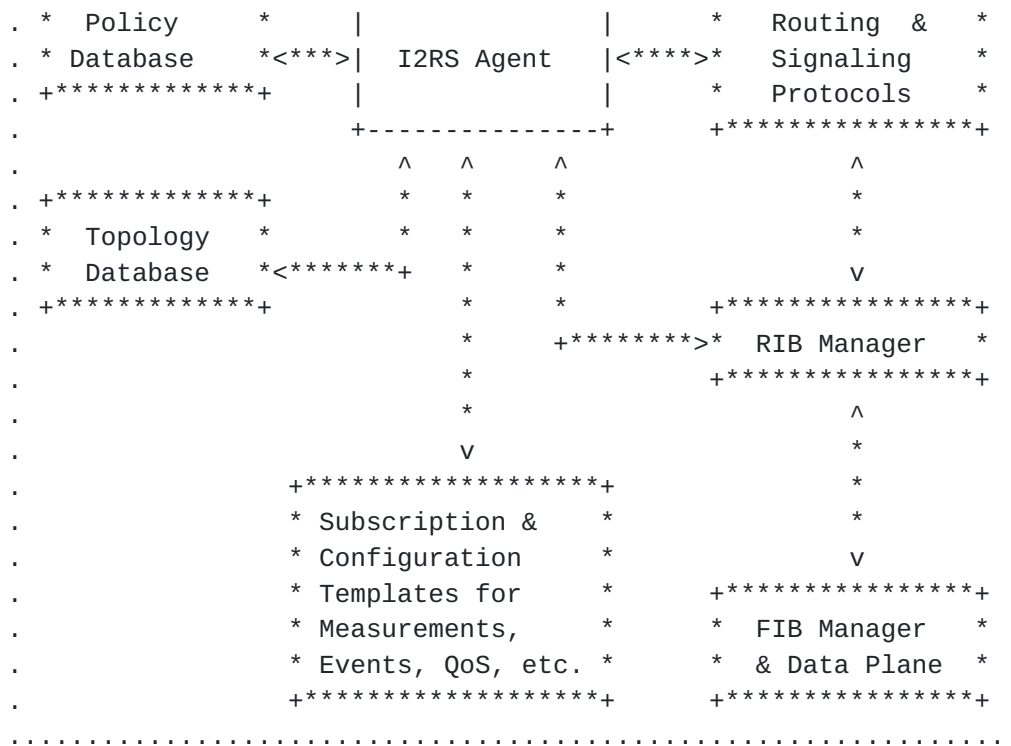 . *  Policy     *     |               |      *   Routing  &   *
. * Database    *<***>|  I2RS Agent   |<****>*   Signaling    *
. +*************+     |               |      *   Protocols    *
.                     +---------------+      +****************+
.                        ^   ^     ^                  ^
. +*************+        *   *     *                  *
. *  Topology   *        *   *     *                  *
. *  Database   *<*******+   *     *                  v
. +*************+            *     *         +****************+
.                            *     +********>*  RIB Manager   *
.                            *               +****************+
.                            *                        ^
.                            v                        *
.                 +*******************+               *
.                 * Subscription &    *               *
.                 * Configuration     *               v
.                 * Templates for     *      +****************+
.                 * Measurements,     *      *  FIB Manager   *
.                 * Events, QoS, etc. *      *  & Data Plane  *
.                 +*******************+      +****************+
................................................................